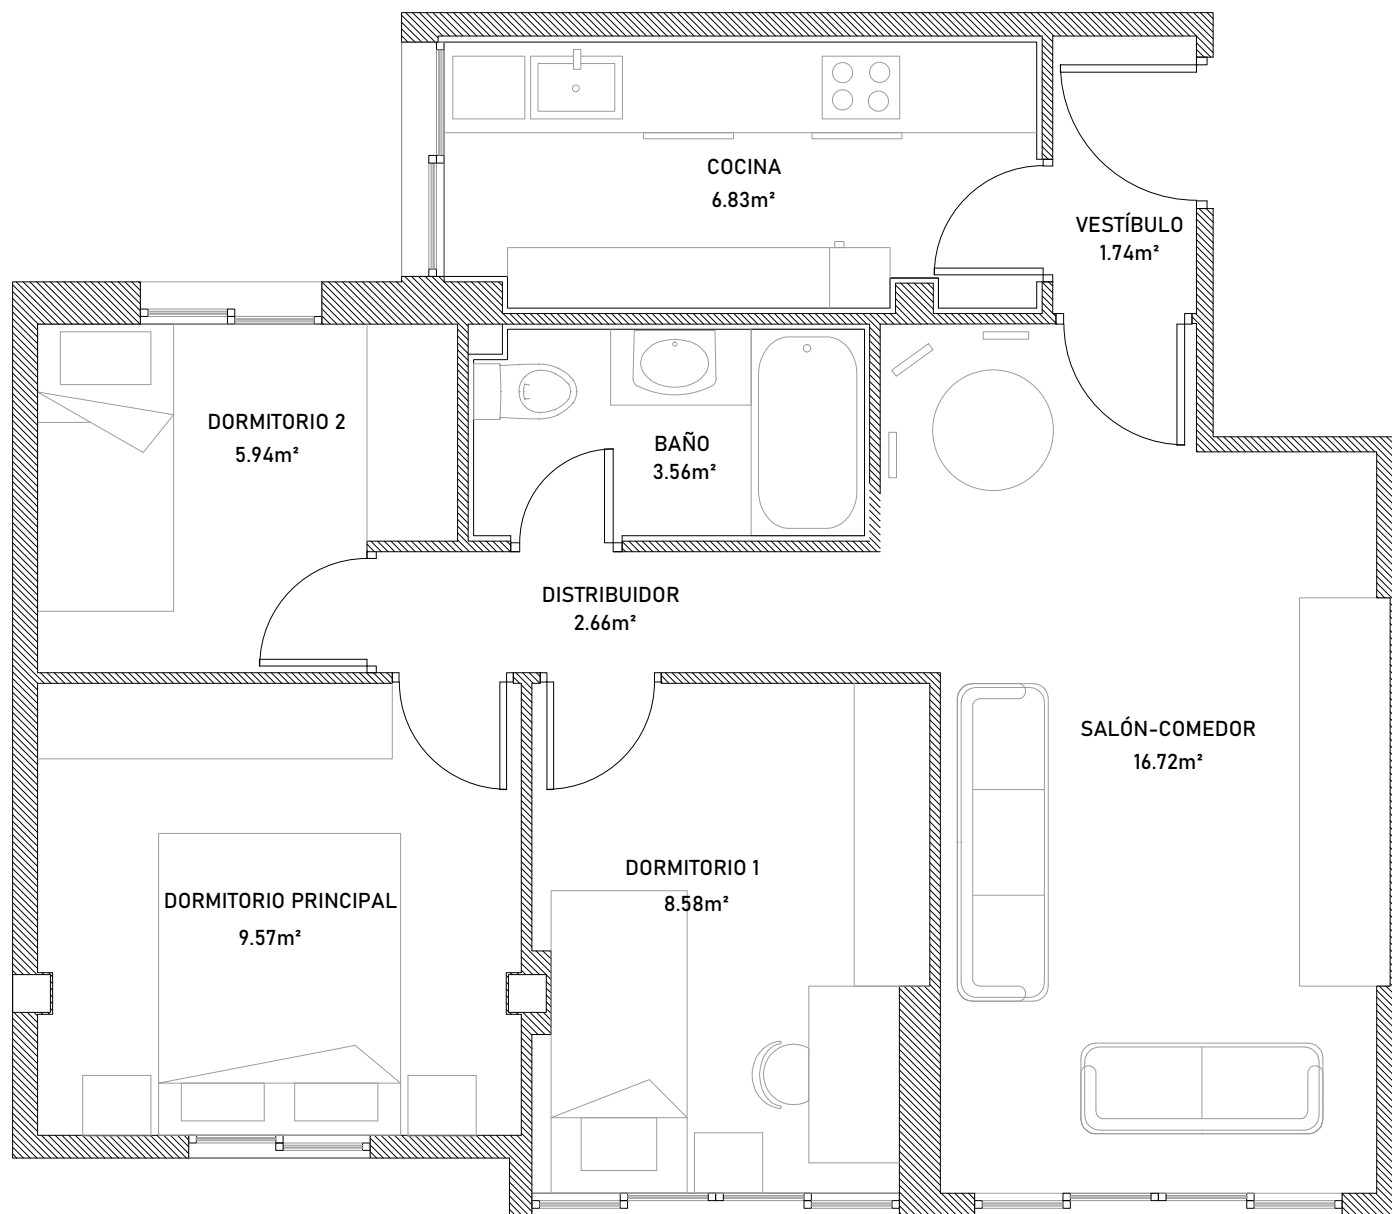 COCINA
6.83m²
VESTÍBULO
1.74m²
DORMITORIO 2
5.94m²
BAÑO
3.56m²
DISTRIBUIDOR
2.66m²
SALÓN-COMEDOR
16.72m²
DORMITORIO 1
8.58m²
DORMITORIO PRINCIPAL
9.57m²